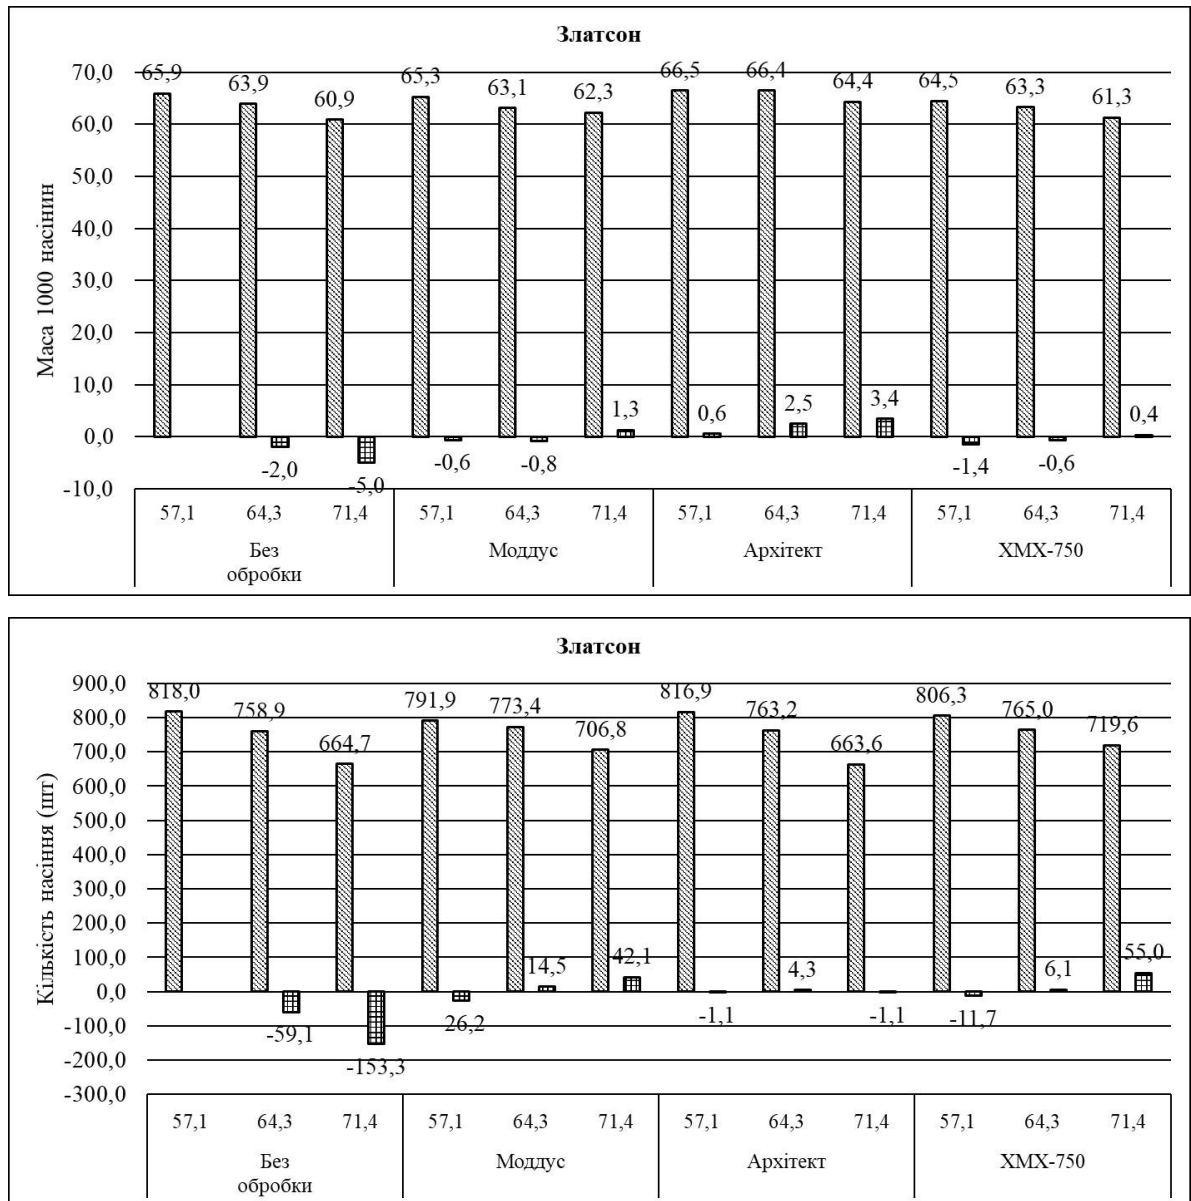 Златсон
Маса 1000 насінин
70,0
60,0
50,0
40,0
30,0
20,0
10,0
0,0
-10,0
65,9 63,9 60,9 65,3 63,1 62,3 66,5 66,4 64,4 64,5 63,3 61,3
-2,0 -5,0 -0,6 -0,8 1,3 0,6 2,5 3,4 -1,4 -0,6 0,4
57,1 64,3 71,4 57,1 64,3 71,4 57,1 64,3 71,4 57,1 64,3 71,4
Без
обробки
Моддус
Архітект
ХМХ-750
Златсон
Кількість насіння (шт)
900,0
800,0
700,0
600,0
500,0
400,0
300,0
200,0
100,0
0,0
-100,0
-200,0
-300,0
818,0 758,9 664,7 791,9 773,4 706,8 816,9 763,2 663,6 806,3 765,0 719,6
-59,1 -153,3 -26,2 14,5 42,1 -1,1 4,3 -1,1 -11,7 6,1 55,0
57,1 64,3 71,4 57,1 64,3 71,4 57,1 64,3 71,4 57,1 64,3 71,4
Без
обробки
Моддус
Архітект
ХМХ-750